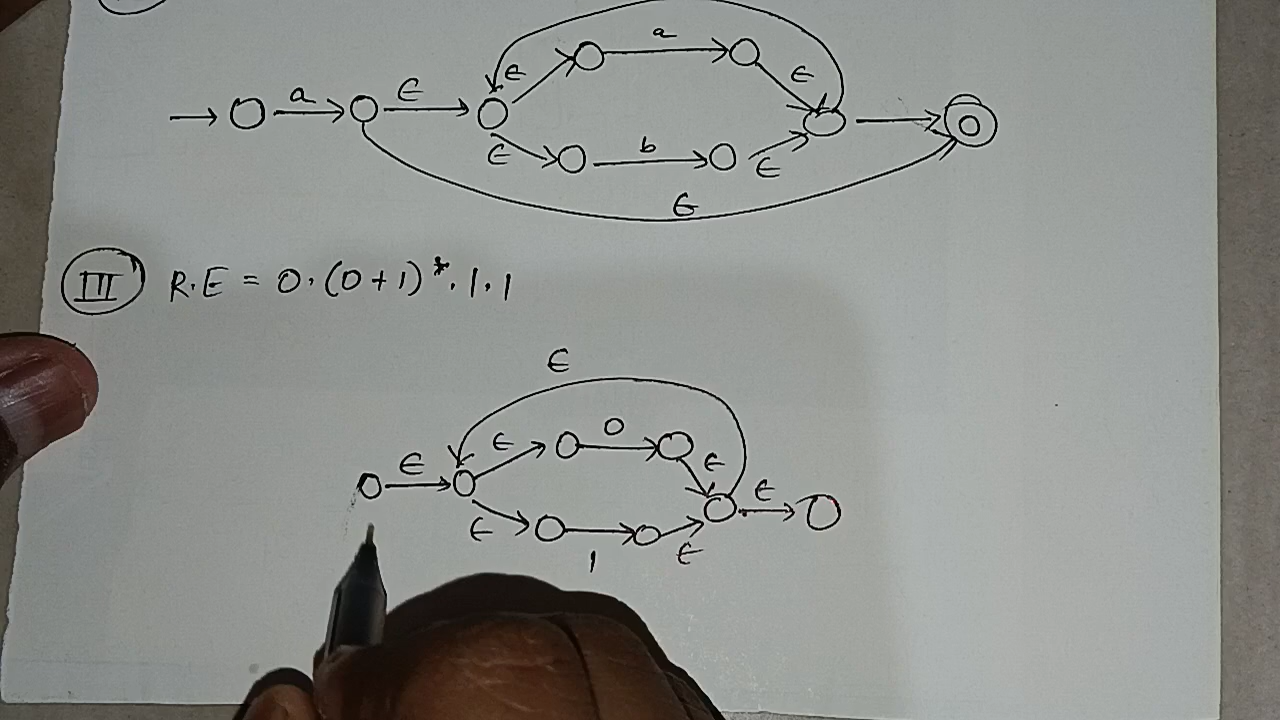 a
a ϵ ϵ ϵ
ϵ b ϵ
ϵ
III R.E = 0.(0+1)*.1.1
ϵ
0
ϵ ϵ ϵ ϵ
ϵ 1 ϵ